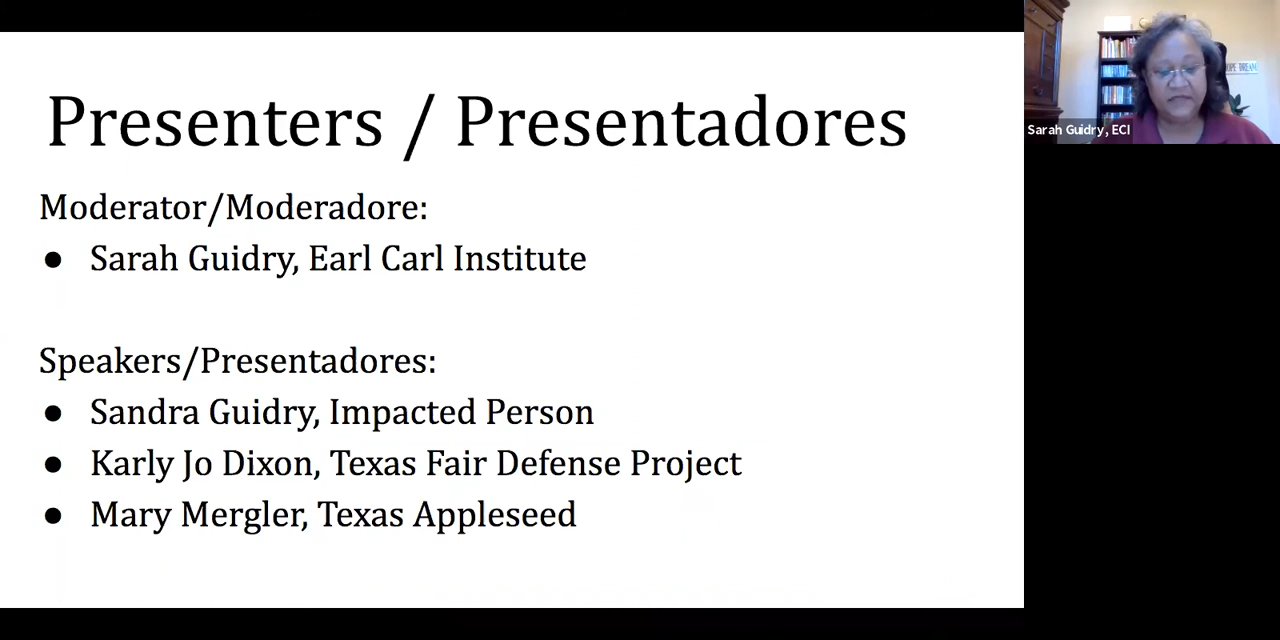 Presenters / Presentadores
Moderator/Moderadore:
● Sarah Guidry, Earl Carl Institute
Speakers/Presentadores:
● Sandra Guidry, Impacted Person
● Karly Jo Dixon, Texas Fair Defense Project
● Mary Mergler, Texas Appleseed
Sarah Guidry, ECI